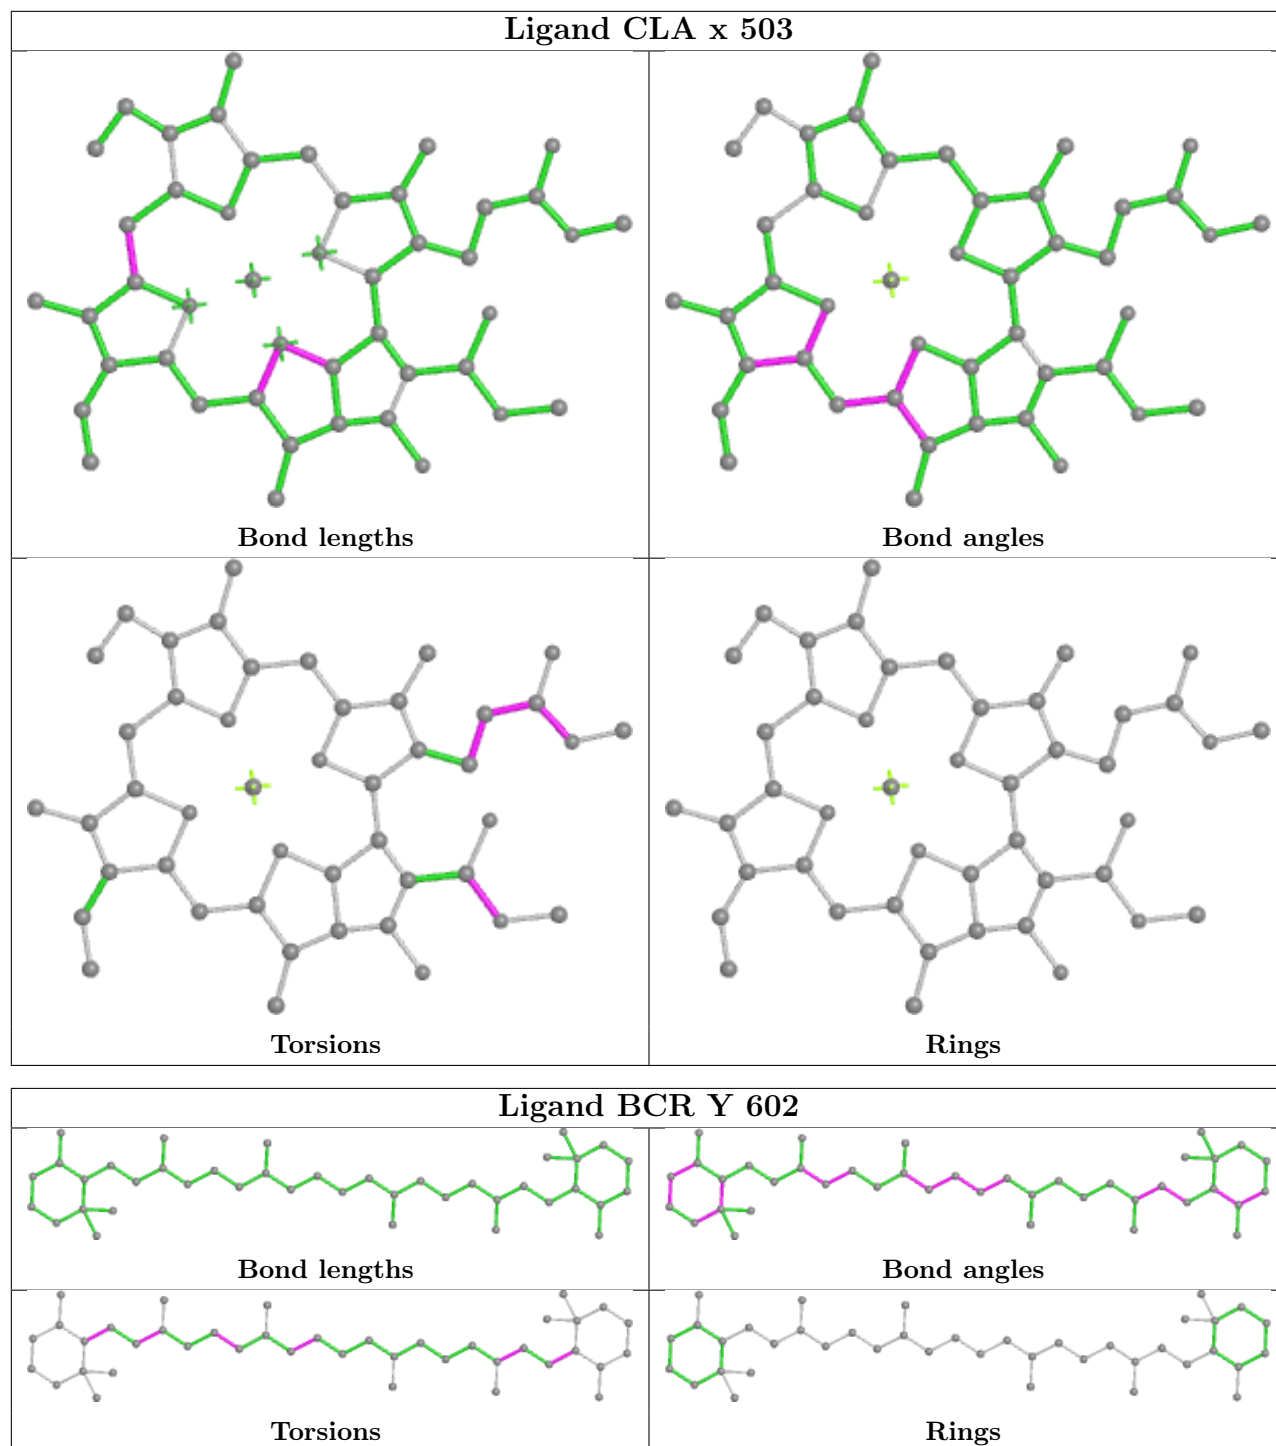 Ligand CLA x 503
Bond lengths
Bond angles
Torsions
Rings
Ligand BCR Y 602
Bond lengths
Bond angles
Torsions
Rings